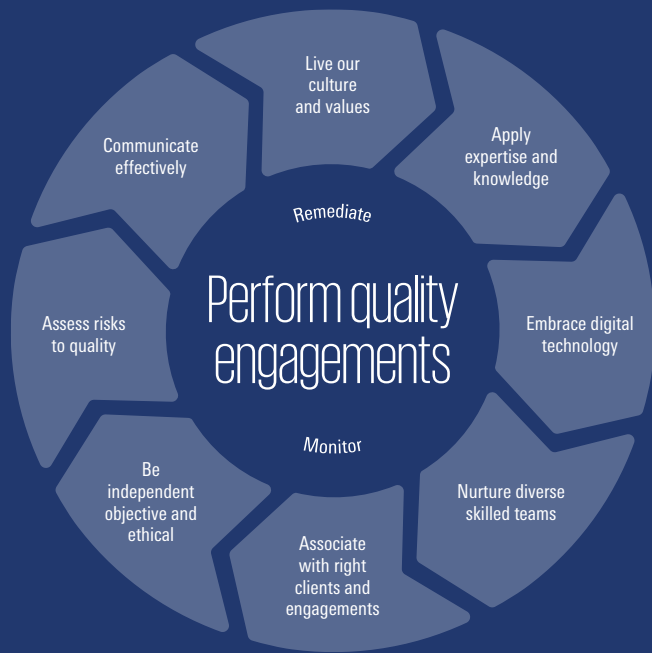 Live our
culture
and values
Apply
expertise and
knowledge
Embrace digital
technology
Nurture diverse
skilled teams
Associate
with right
clients and
engagements
Be
independent
objective and
ethical
Assess risks
to quality
Communicate
effectively
Remediate
Perform quality
engagements
Monitor